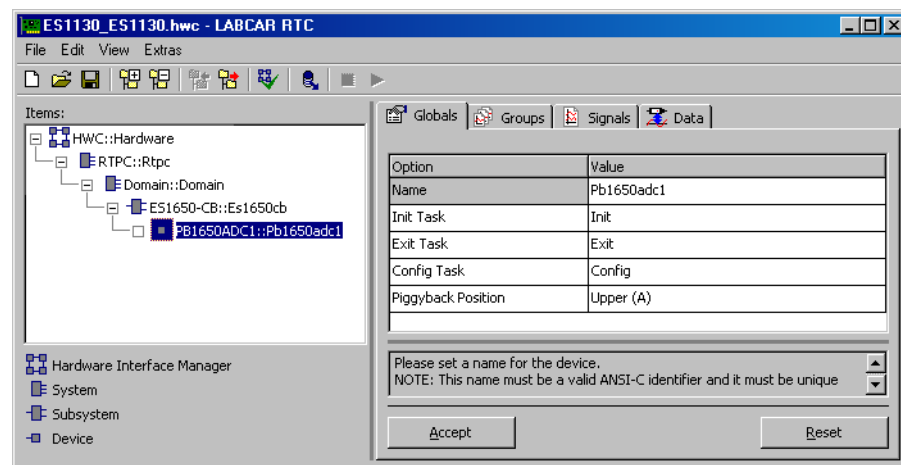 ES1130_ES1130.hwc - LABCAR RTC
File Edit View Extras
Items:
HWC::Hardware
RTPC::Rtpc
Domain::Domain
ES1650-CB::Es1650cb
PB1650ADC1::Pb1650adc1
Hardware Interface Manager
System
Subsystem
Device
Globals Groups Signals Data
Option Value
Name Pb1650adc1
Init Task Init
Exit Task Exit
Config Task Config
Piggyback Position Upper (A)
Please set a name for the device.
NOTE: This name must be a valid ANSI-C identifier and it must be unique
Accept Reset